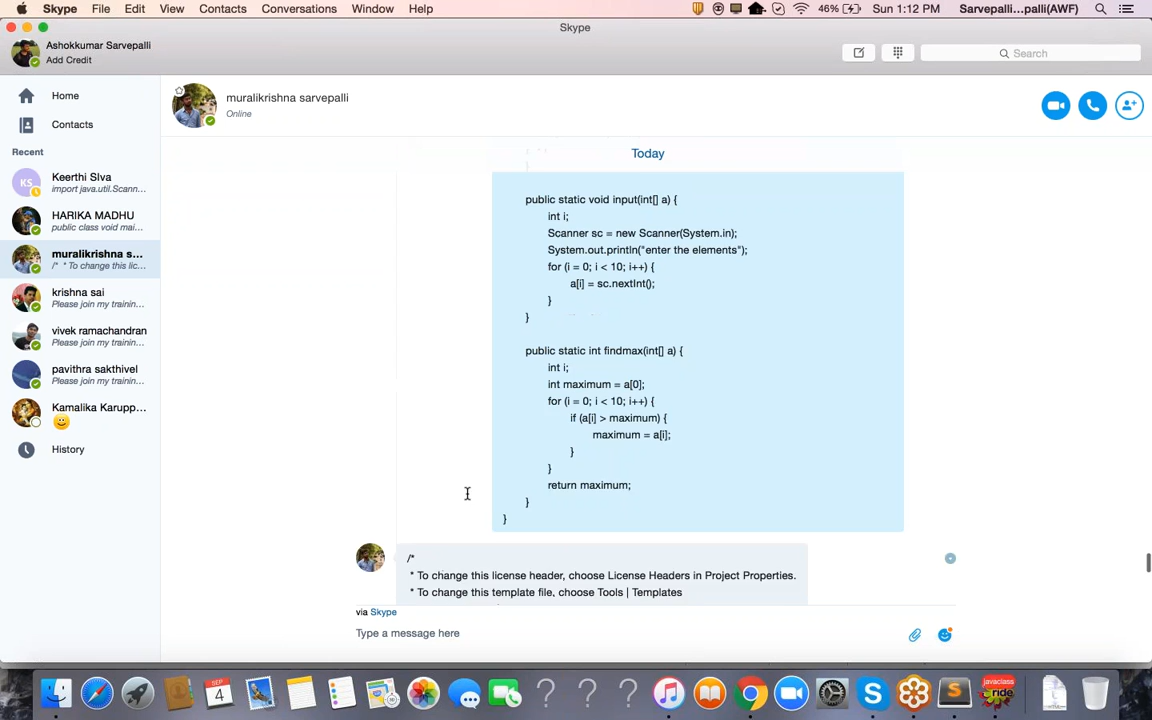 Skype File Edit View Contacts Conversations Window Help 46% Sun 1:12 PM Sarvepalli...palli(AWF)
Skype
Ashokkumar Sarvepalli
Add Credit
Search
Home
Contacts
Recent
KS
Keerthi SIva
import java.util.Scann...
HARIKA MADHU
public class void mai...
muralikrishna s...
/* * To change this lic...
krishna sai
Please join my trainin...
vivek ramachandran
Please join my trainin...
pavithra sakthivel
Please join my trainin...
Kamalika Karupp...
History
muralikrishna sarvepalli
Online
Today
}
public static void input(int[] a) {
int i;
Scanner sc = new Scanner(System.in);
System.out.println("enter the elements");
for (i = 0; i < 10; i++) {
a[i] = sc.nextInt();
}
}
public static int findmax(int[] a) {
int i;
int maximum = a[0];
for (i = 0; i < 10; i++) {
if (a[i] > maximum) {
maximum = a[i];
}
}
return maximum;
}
}
/*
* To change this license header, choose License Headers in Project Properties.
* To change this template file, choose Tools | Templates
via Skype
Type a message here
SEP
4
? ? ?
S
S
javaclass
ride